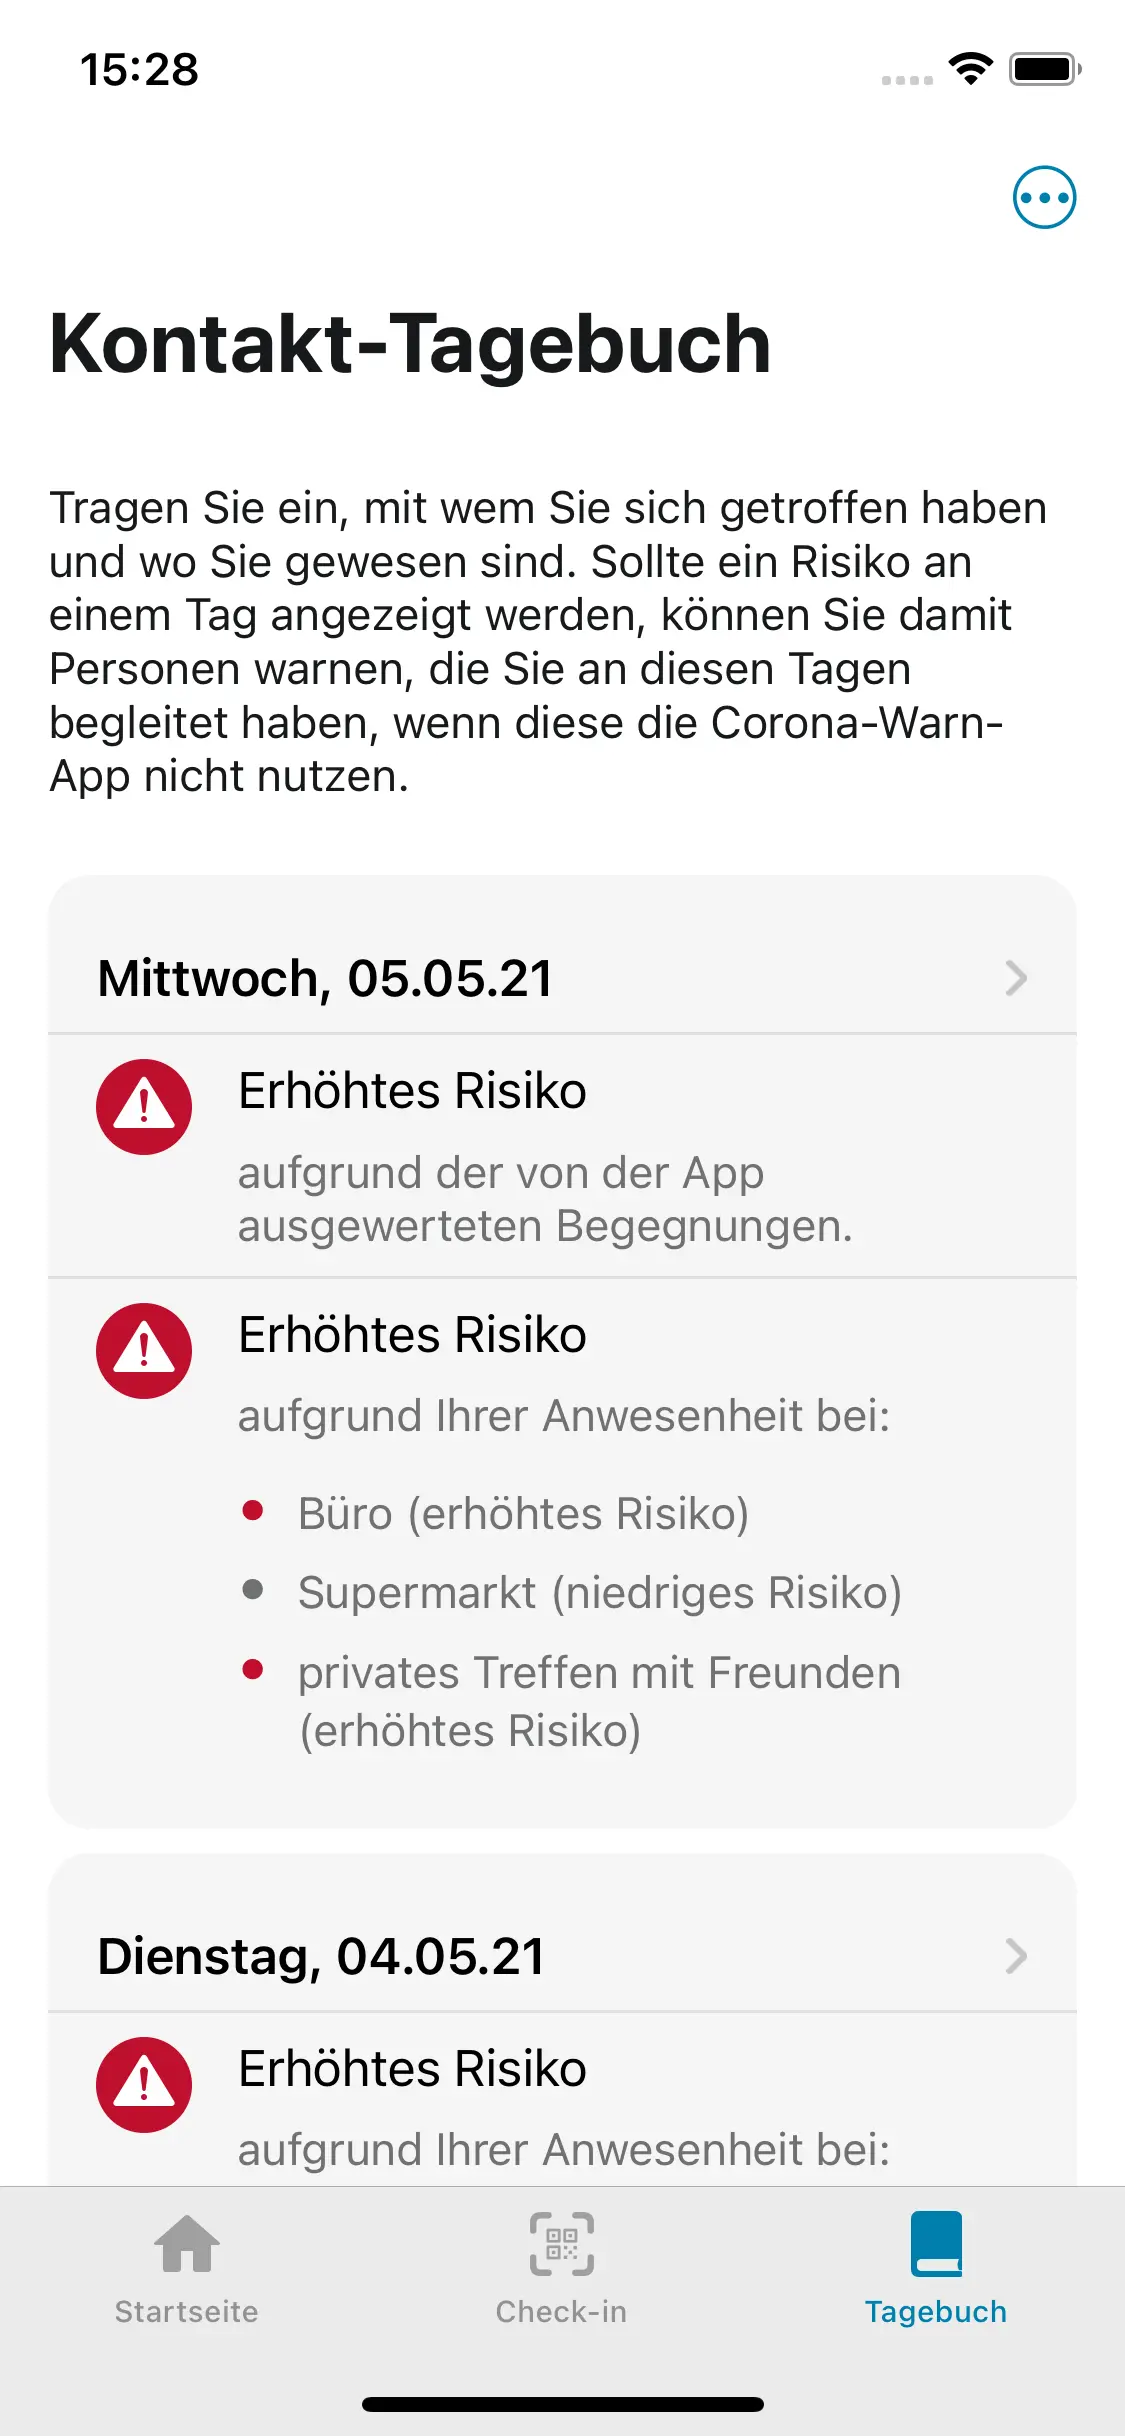 15:28
Kontakt-Tagebuch
Tragen Sie ein, mit wem Sie sich getroffen haben
und wo Sie gewesen sind. Sollte ein Risiko an
einem Tag angezeigt werden, können Sie damit
Personen warnen, die Sie an diesen Tagen
begleitet haben, wenn diese die Corona-Warn-
App nicht nutzen.
Mittwoch, 05.05.21
Erhöhtes Risiko
aufgrund der von der App
ausgewerteten Begegnungen.
Erhöhtes Risiko
aufgrund Ihrer Anwesenheit bei:
Büro (erhöhtes Risiko)
Supermarkt (niedriges Risiko)
privates Treffen mit Freunden
(erhöhtes Risiko)
Dienstag, 04.05.21
Erhöhtes Risiko
aufgrund Ihrer Anwesenheit bei:
Startseite
Check-in
Tagebuch